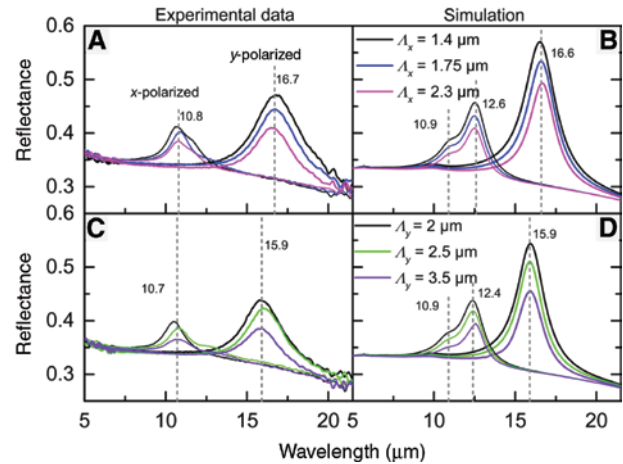 Experimental data
Simulation
A
y-polarized
x-polarized
10.8
16.7
B
Λx = 1.4 µm
Λx = 1.75 µm
Λx = 2.3 µm
10.9
12.6
16.6
0.6
0.5
0.4
0.3
Reflectance
C
10.7
15.9
D
Λy = 2 µm
Λy = 2.5 µm
Λy = 3.5 µm
10.9
12.4
15.9
0.6
0.5
0.4
0.3
Reflectance
5 10 15 20 5 10 15 20
Wavelength (µm)